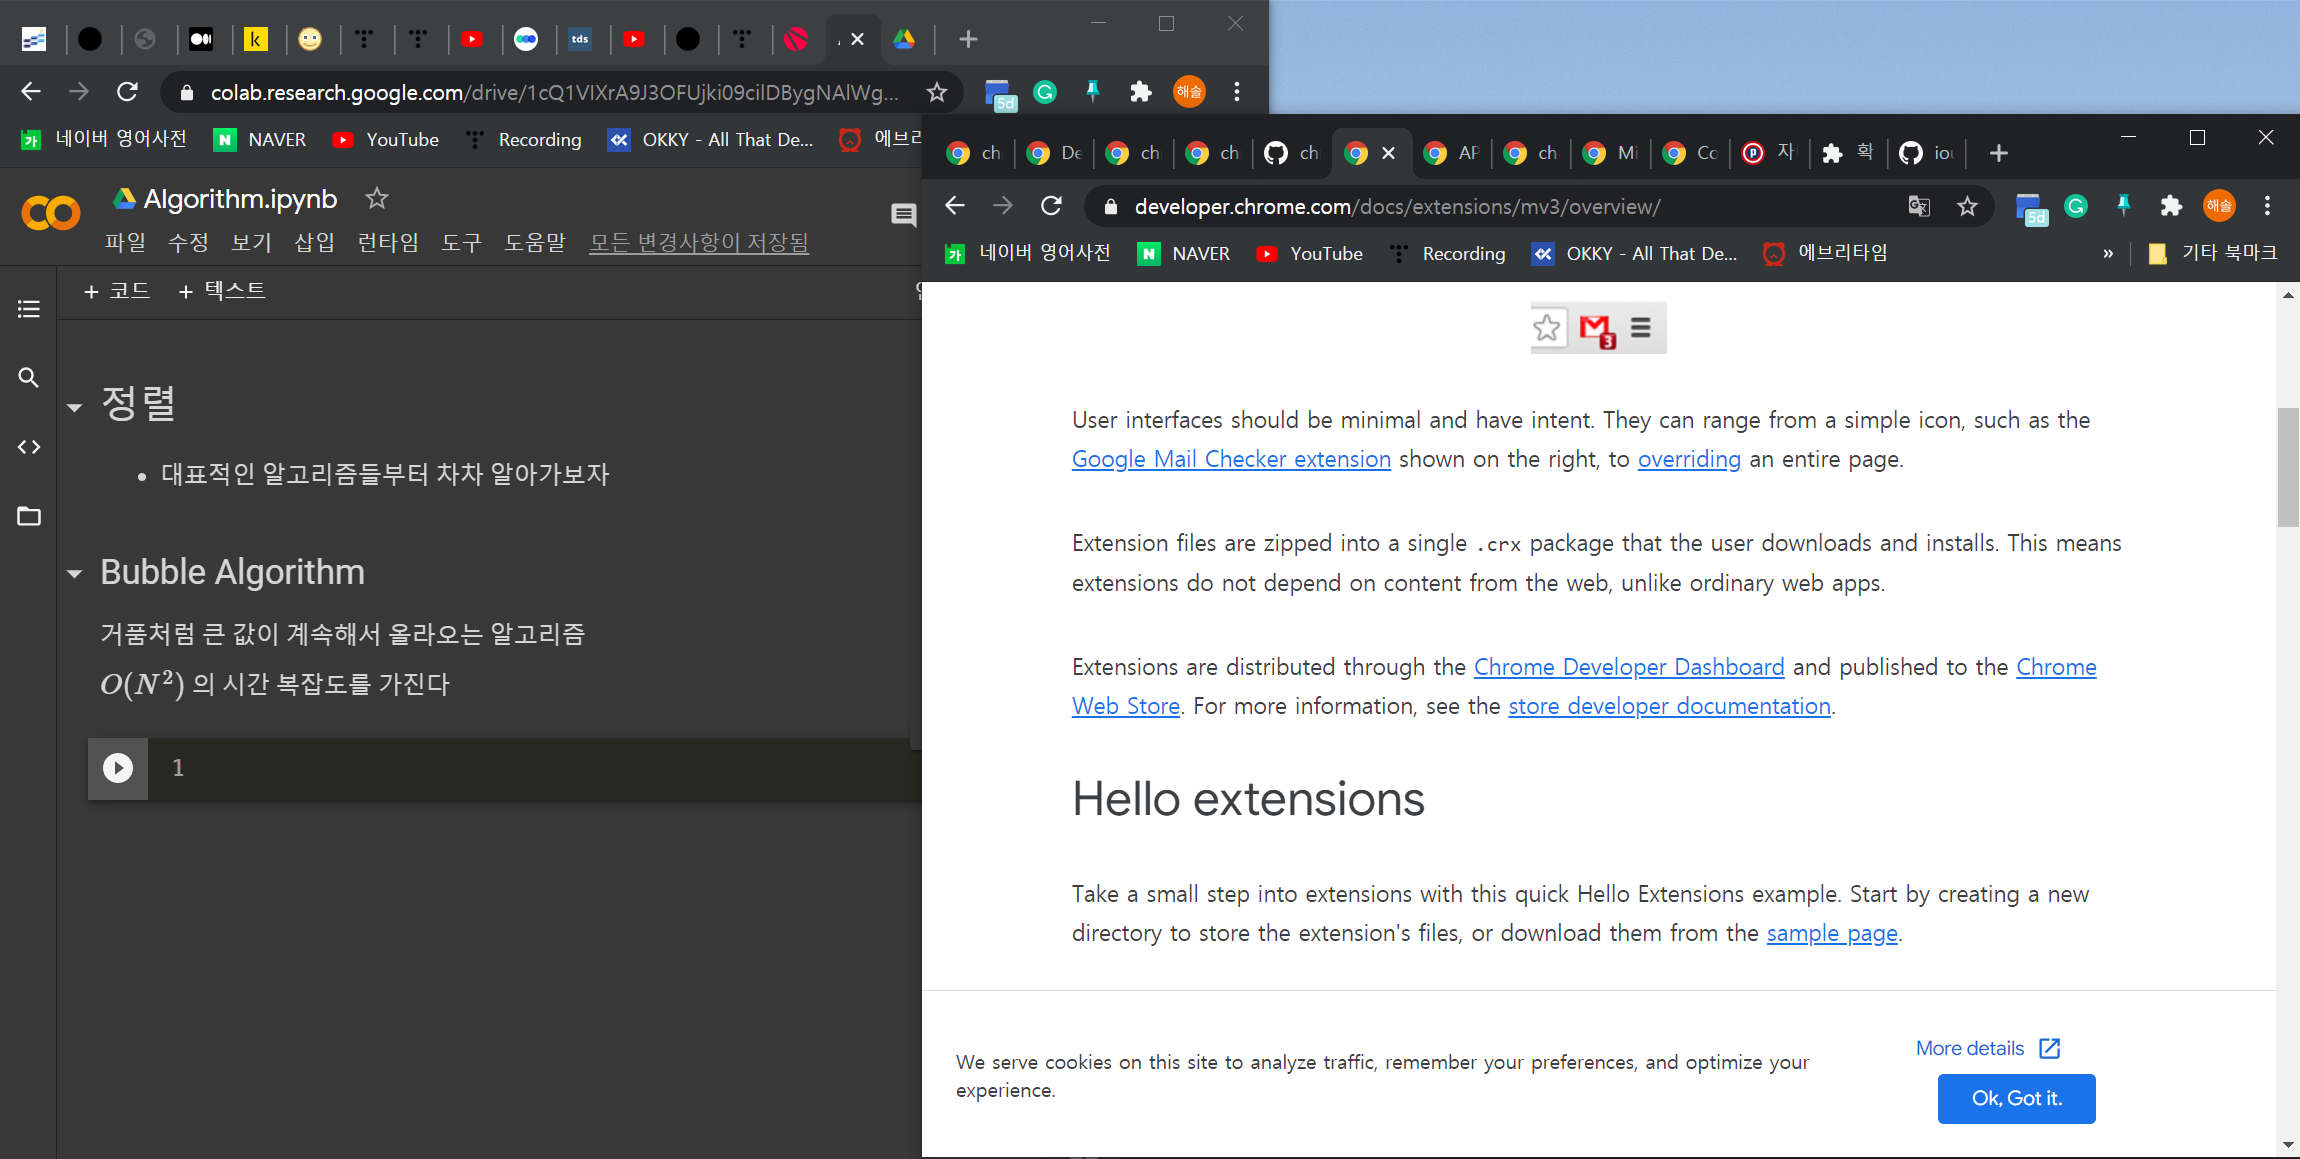 k
tds
colab.research.google.com/drive/1cQ1VIXrA9J3OFUjki09cilDBygNAlWg...
5d
해솔
네이버 영어사전
NAVER
YouTube
Recording
OKKY - All That De...
Algorithm.ipynb
파일 수정 보기 삽입 런타임 도구 도움말 모든 변경사항이 저장됨
+ 코드 + 텍스트
정렬
• 대표적인 알고리즘들부터 차차 알아가보자
Bubble Algorithm
거품처럼 큰 값이 계속해서 올라오는 알고리즘
O(N²) 의 시간 복잡도를 가진다
1
ch
De
ch
ch
ch
AP
ch
Mi
Co
자
확
developer.chrome.com/docs/extensions/mv3/overview/
5d
해솔
네이버 영어사전
NAVER
YouTube
Recording
OKKY - All That De...
에브리타임
»
기타 북마크
3
User interfaces should be minimal and have intent. They can range from a simple icon, such as the
Google Mail Checker extension shown on the right, to overriding an entire page.
Extension files are zipped into a single .crx package that the user downloads and installs. This means
extensions do not depend on content from the web, unlike ordinary web apps.
Extensions are distributed through the Chrome Developer Dashboard and published to the Chrome
Web Store. For more information, see the store developer documentation.
Hello extensions
Take a small step into extensions with this quick Hello Extensions example. Start by creating a new
directory to store the extension's files, or download them from the sample page.
We serve cookies on this site to analyze traffic, remember your preferences, and optimize your
experience.
More details
Ok, Got it.